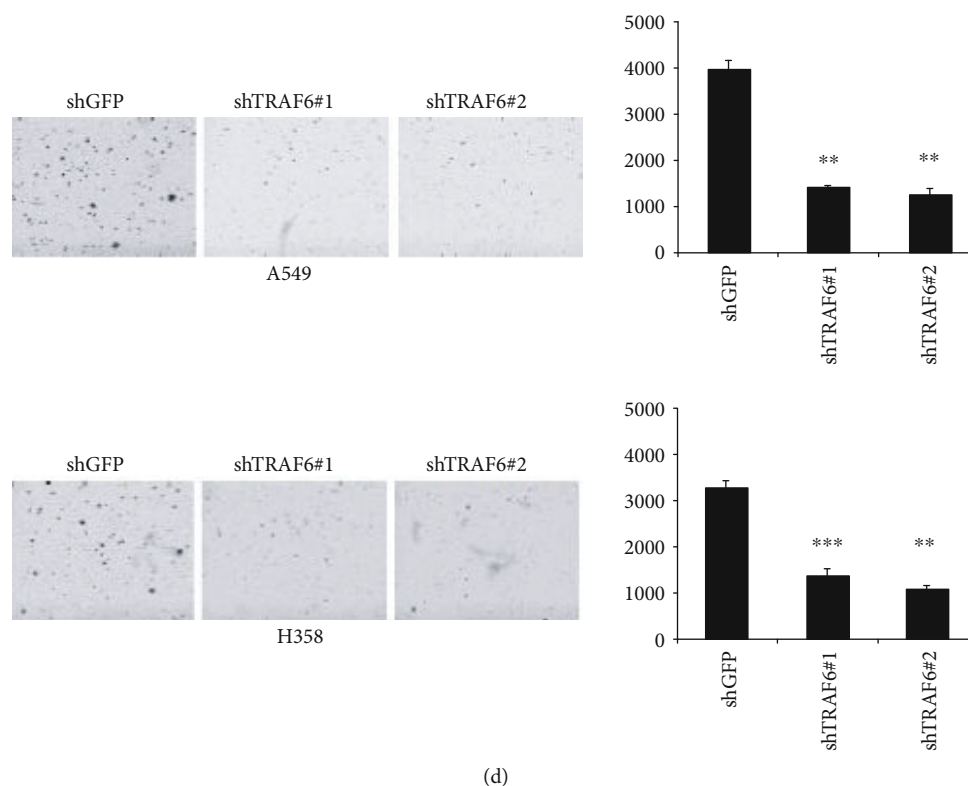 shGFP shTRAF6#1 shTRAF6#2
A549
5000
4000
3000
2000
1000
0
** **
shGFP
shTRAF6#1
shTRAF6#2
shGFP shTRAF6#1 shTRAF6#2
H358
5000
4000
3000
2000
1000
0
*** **
shGFP
shTRAF6#1
shTRAF6#2
(d)